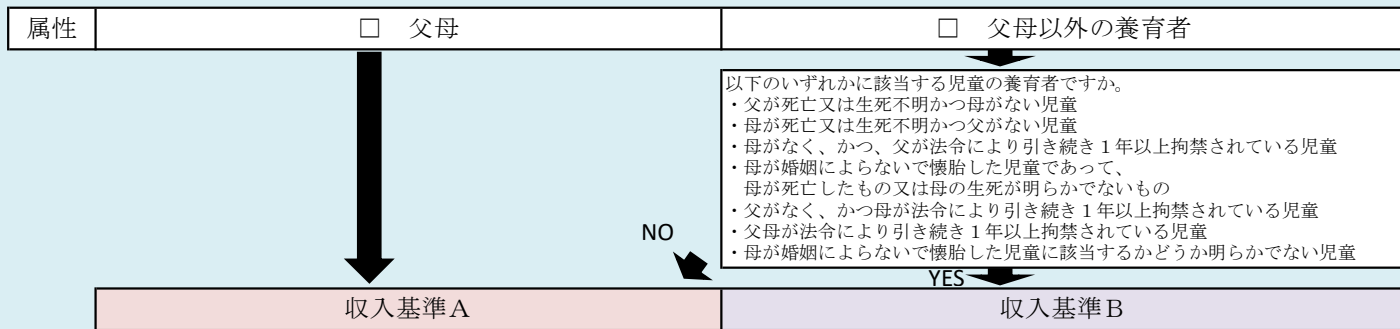 属性
□ 父母
□ 父母以外の養育者
以下のいずれかに該当する児童の養育者ですか。
・父が死亡又は生死不明かつ母がない児童
・母が死亡又は生死不明かつ父がない児童
・母がなく、かつ、父が法令により引き続き１年以上拘禁されている児童
・母が婚姻によらないで懐胎した児童であって、
母が死亡したもの又は母の生死が明らかでないもの
・父がなく、かつ母が法令により引き続き１年以上拘禁されている児童
・父母が法令により引き続き１年以上拘禁されている児童
・母が婚姻によらないで懐胎した児童に該当するかどうか明らかでない児童
NO
YES
収入基準Ａ
収入基準Ｂ